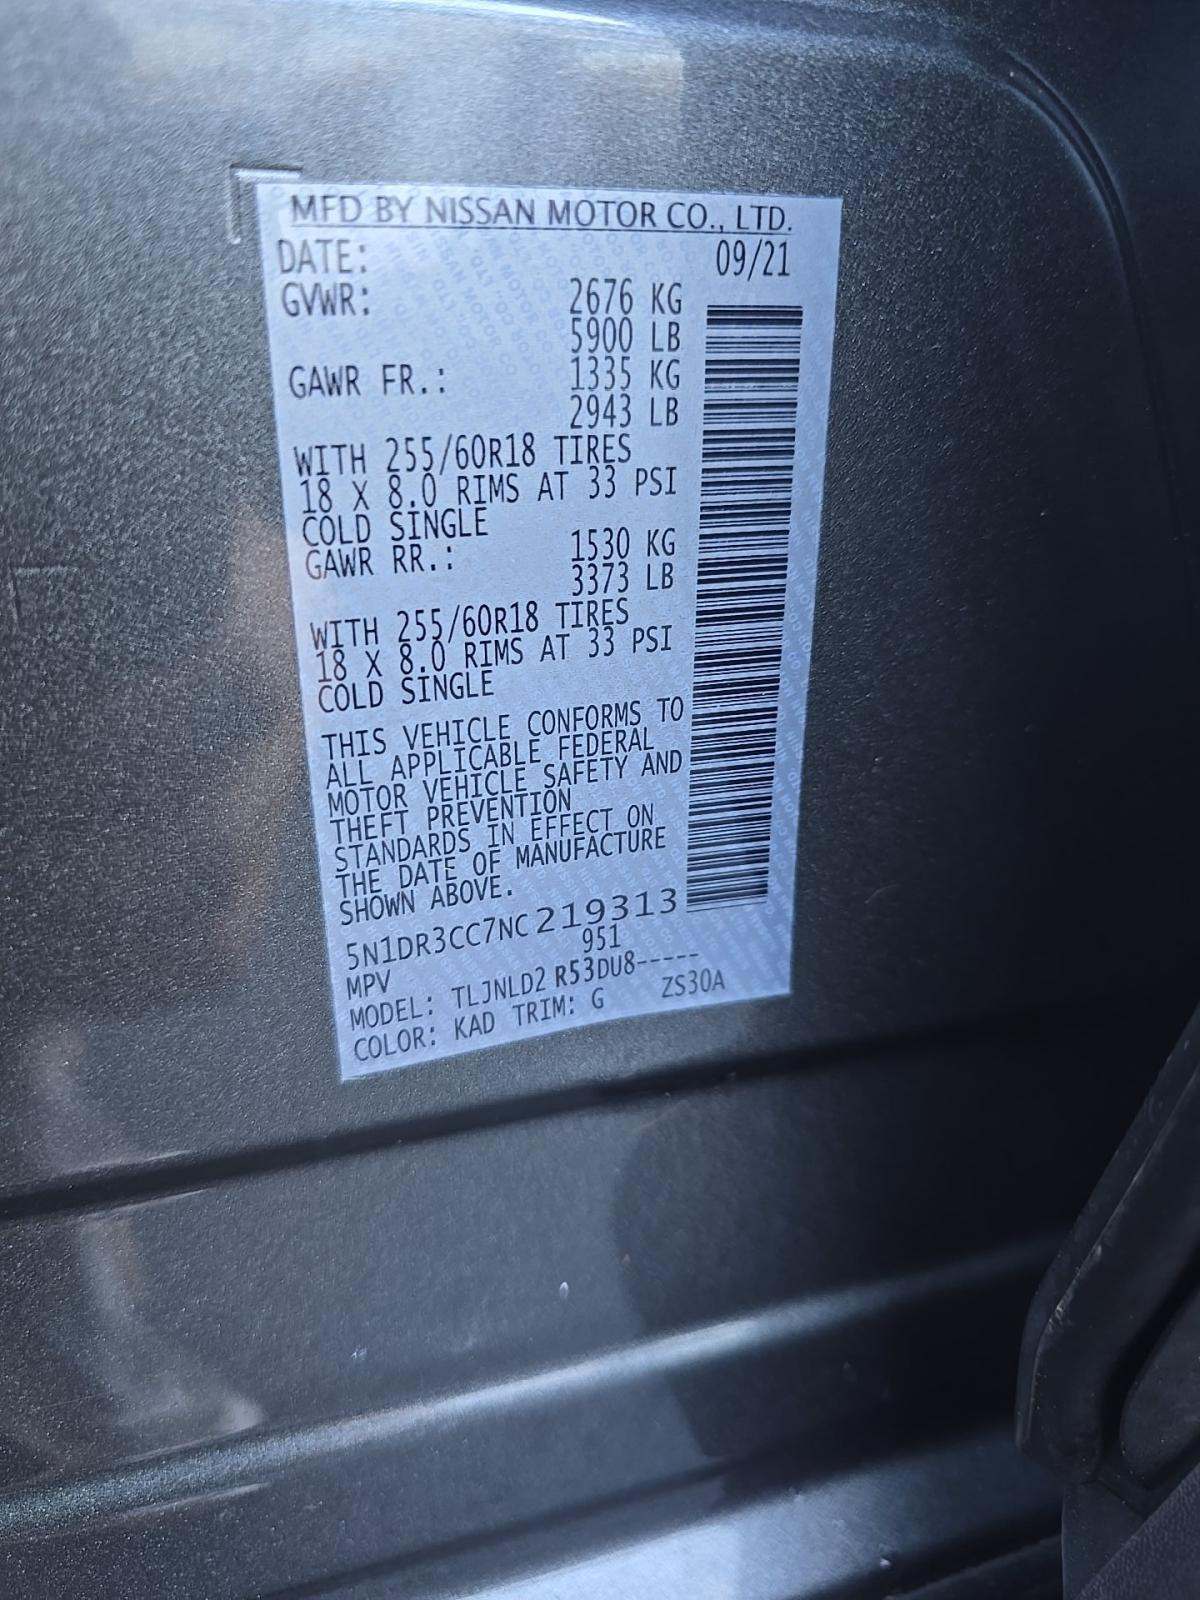 MFD BY NISSAN MOTOR CO., LTD.
DATE: 09/21
GVWR: 2676 KG
5900 LB
GAWR FR.: 1335 KG
2943 LB
WITH 255/60R18 TIRES
18 X 8.0 RIMS AT 33 PSI
COLD SINGLE
GAWR RR.: 1530 KG
3373 LB
WITH 255/60R18 TIRES
18 X 8.0 RIMS AT 33 PSI
COLD SINGLE
THIS VEHICLE CONFORMS TO
ALL APPLICABLE FEDERAL
MOTOR VEHICLE SAFETY AND
THEFT PREVENTION
STANDARDS IN EFFECT ON
THE DATE OF MANUFACTURE
SHOWN ABOVE.
5N1DR3CC7NC219313
MPV 951
MODEL: TLJNLD2 R53DU8-----
COLOR: KAD TRIM: G ZS30A